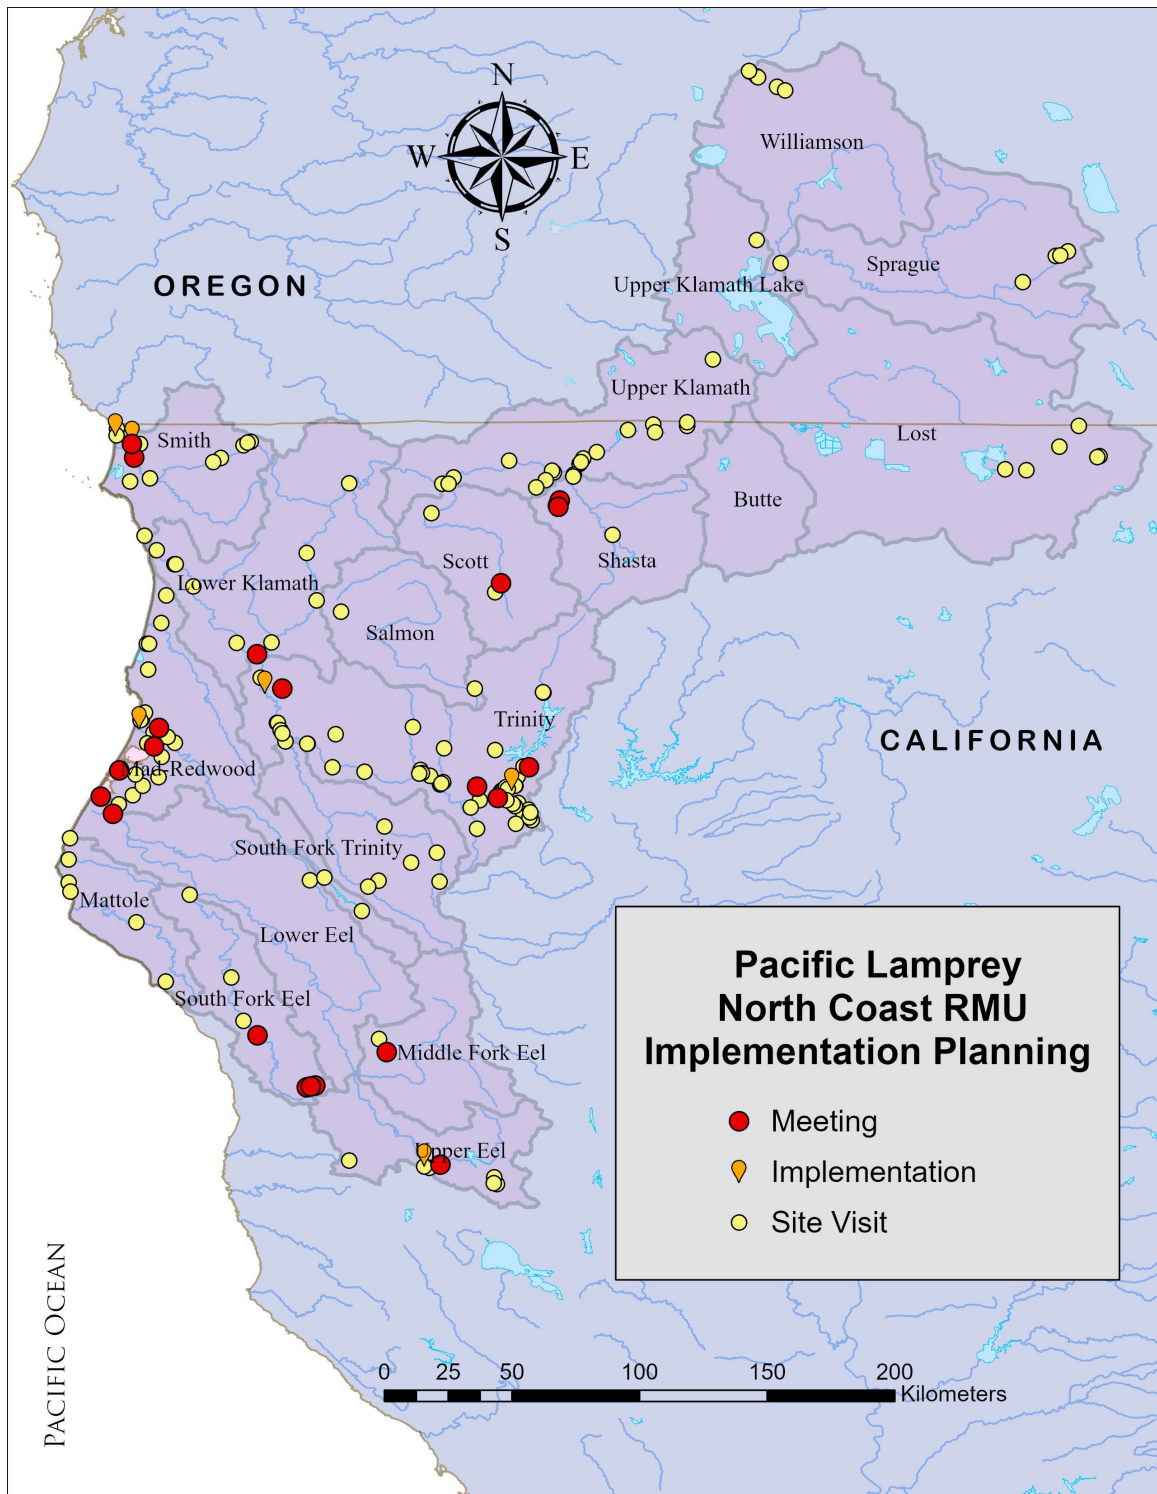 N
W
E
S
Williamson
OREGON
Sprague
Upper Klamath Lake
Upper Klamath
Smith
Lost
Butte
Scott
Shasta
Lower Klamath
Salmon
Trinity
CALIFORNIA
Mad-Redwood
South Fork Trinity
Mattole
Lower Eel
South Fork Eel
Middle Fork Eel
Upper Eel
Pacific Lamprey
North Coast RMU
Implementation Planning
Meeting
Implementation
Site Visit
PACIFIC OCEAN
0 25 50 100 150 200
Kilometers